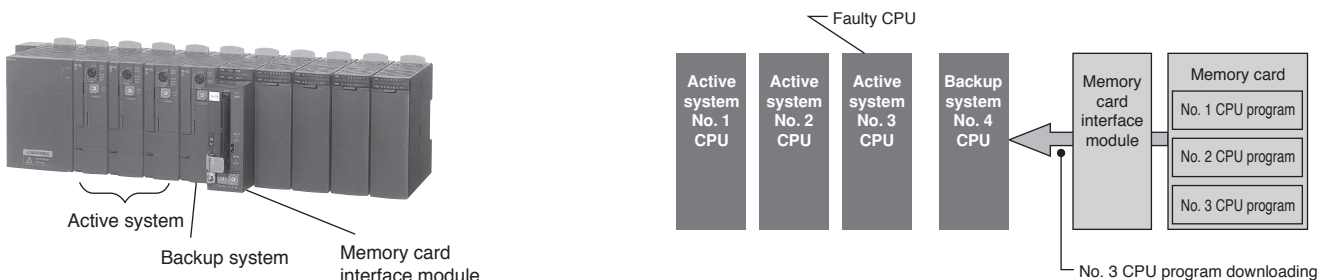 Active system
Backup system
Memory card
interface module
Faulty CPU
Active
system
No. 1
CPU
Active
system
No. 2
CPU
Active
system
No. 3
CPU
Backup
system
No. 4
CPU
Memory
card
interface
module
Memory card
No. 1 CPU program
No. 2 CPU program
No. 3 CPU program
No. 3 CPU program downloading